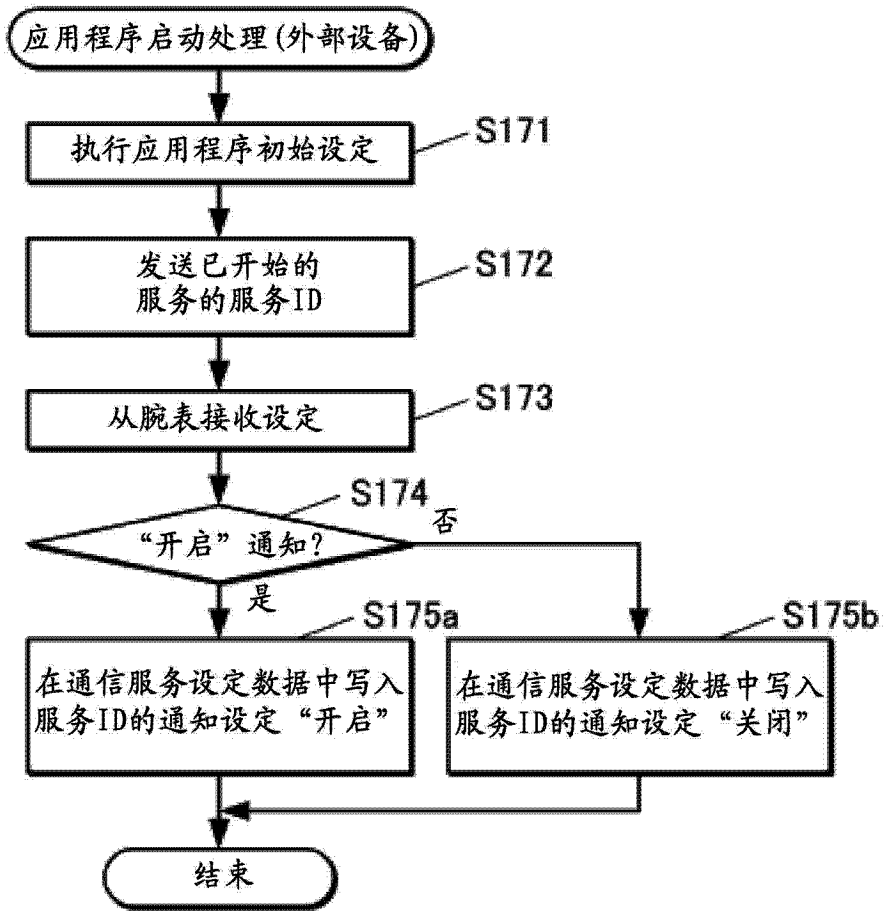 应用程序启动处理(外部设备)
S171
执行应用程序初始设定
S172
发送已开始的
服务的服务ID
S173
从腕表接收设定
S174
否
“开启”通知?
是
S175a
S175b
在通信服务设定数据中写入
服务ID的通知设定“开启”
在通信服务设定数据中写入
服务ID的通知设定“关闭”
结束